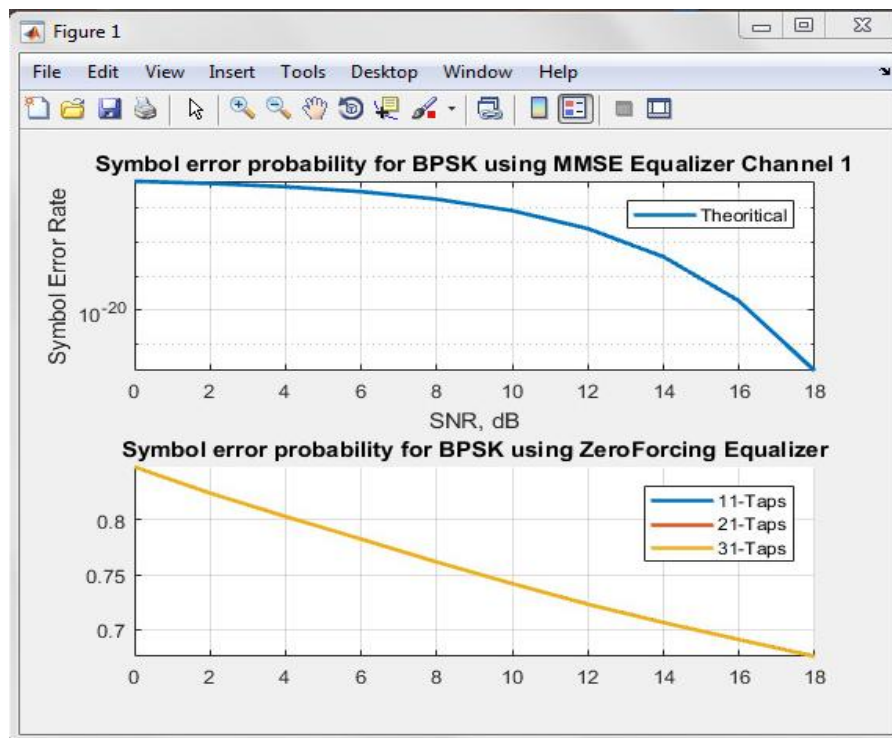 Figure 1
File Edit View Insert Tools Desktop Window Help
Symbol error probability for BPSK using MMSE Equalizer Channel 1
Symbol Error Rate
10^-20
Theoritical
0 2 4 6 8 10 12 14 16 18
SNR, dB
Symbol error probability for BPSK using ZeroForcing Equalizer
0.8
0.75
0.7
11-Taps
21-Taps
31-Taps
0 2 4 6 8 10 12 14 16 18